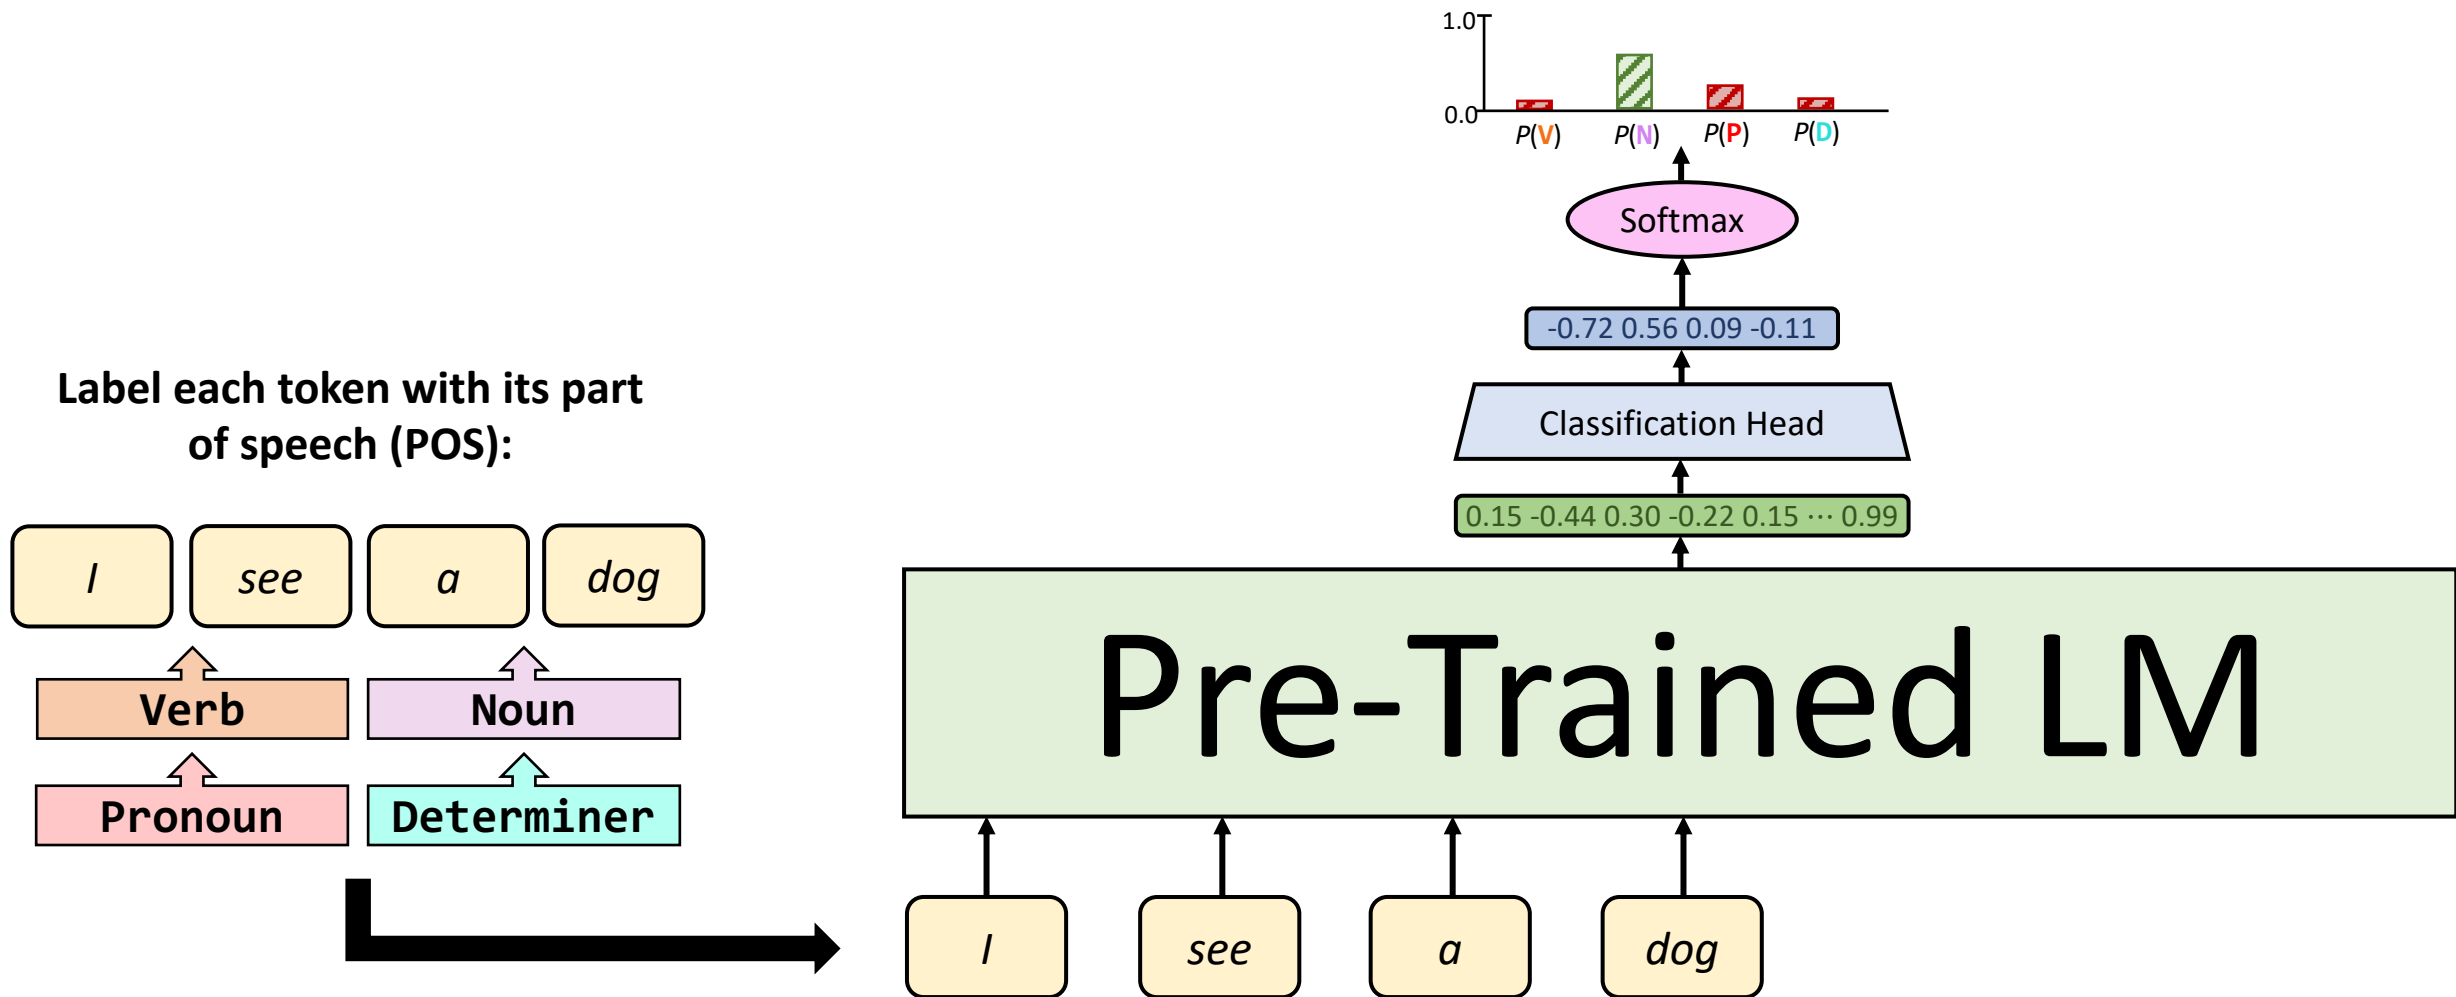 Label each token with its part
of speech (POS):
I see a dog
Verb Noun
Pronoun Determiner
1.0
0.0
P(V) P(N) P(P) P(D)
Softmax
-0.72 0.56 0.09 -0.11
Classification Head
0.15 -0.44 0.30 -0.22 0.15 ⋯ 0.99
Pre-Trained LM
I see a dog